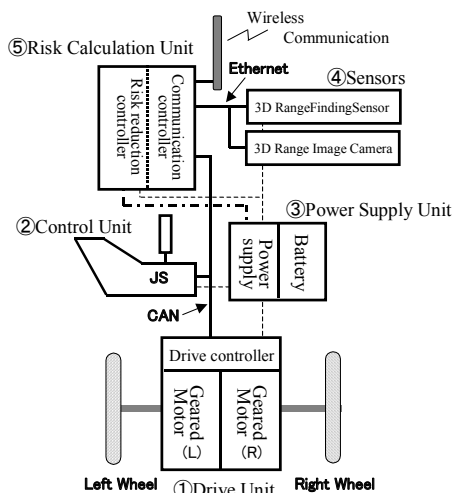 Wireless
Communication
⑤Risk Calculation Unit
Ethernet
④Sensors
Risk reduction
controller
Communication
controller
3D RangeFindingSensor
3D Range Image Camera
②Control Unit
③Power Supply Unit
JS
Power
supply
Battery
CAN
Drive controller
Geared
Motor
(L)
Geared
Motor
(R)
Left Wheel
①Drive Unit
Right Wheel